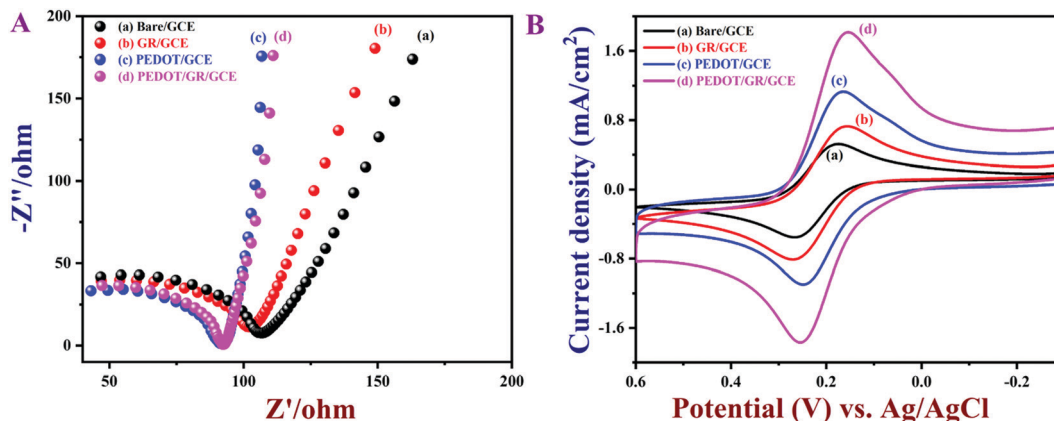 A
(a) Bare/GCE
(b) GR/GCE
(c) PEDOT/GCE
(d) PEDOT/GR/GCE
(c) (d) (b) (a)
-Z''/ohm
200
150
100
50
0
50 100 150 200
Z'/ohm
B
(a) Bare/GCE
(b) GR/GCE
(c) PEDOT/GCE
(d) PEDOT/GR/GCE
(d)
(c)
(b)
(a)
Current density (mA/cm²)
1.6
0.8
0.0
-0.8
-1.6
0.6 0.4 0.2 0.0 -0.2
Potential (V) vs. Ag/AgCl